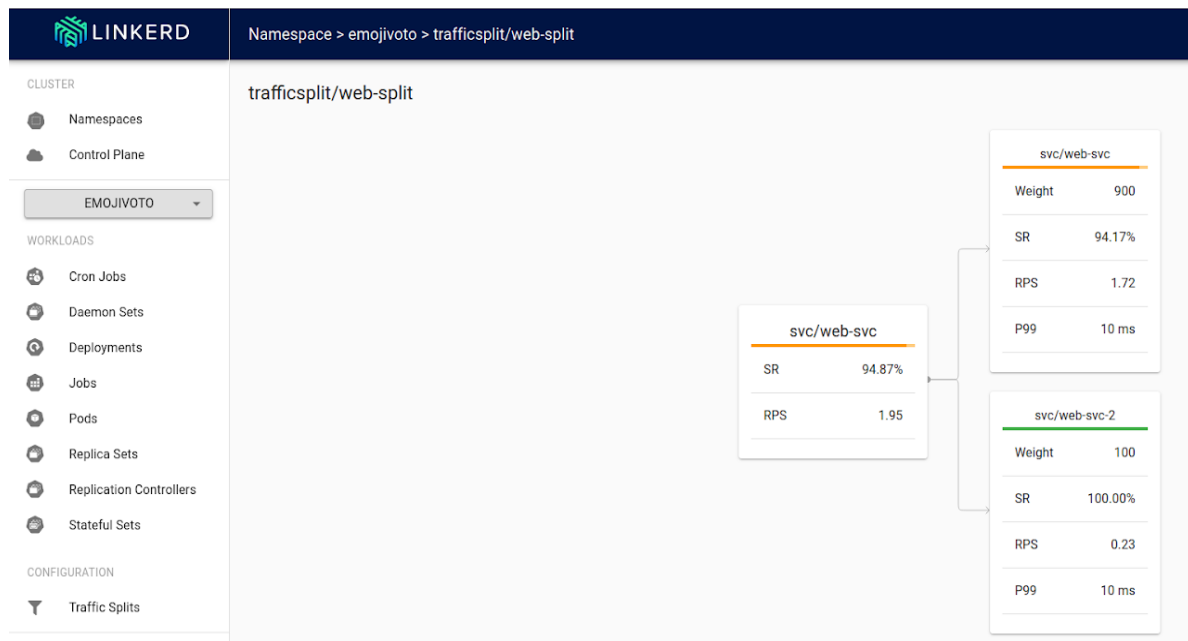 LINKERD
Namespace > emojivoto > trafficsplit/web-split
CLUSTER
Namespaces
Control Plane
EMOJIVOTO
WORKLOADS
Cron Jobs
Daemon Sets
Deployments
Jobs
Pods
Replica Sets
Replication Controllers
Stateful Sets
CONFIGURATION
Traffic Splits
trafficsplit/web-split
svc/web-svc
SR 94.87%
RPS 1.95
svc/web-svc
Weight 900
SR 94.17%
RPS 1.72
P99 10 ms
svc/web-svc-2
Weight 100
SR 100.00%
RPS 0.23
P99 10 ms